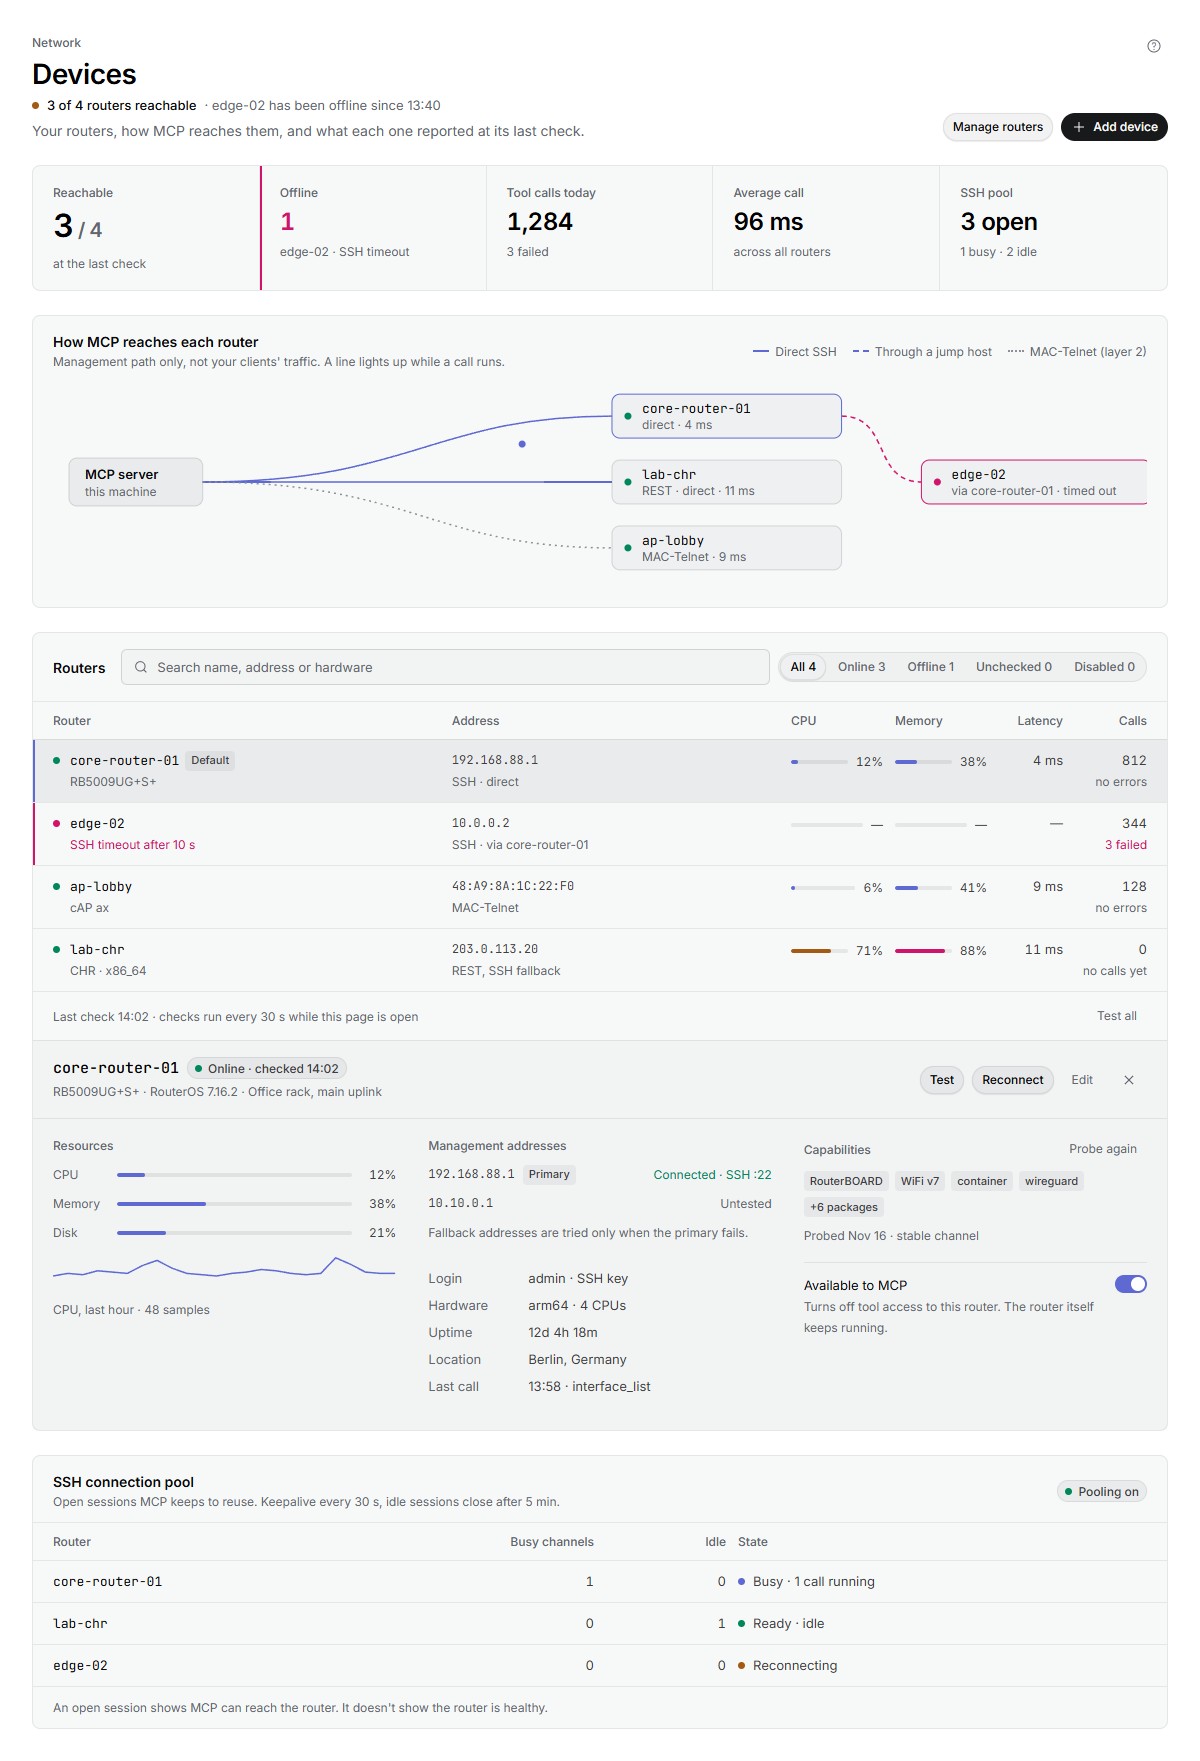 Network
Devices
3 of 4 routers reachable · edge-02 has been offline since 13:40
Your routers, how MCP reaches them, and what each one reported at its last check.
Manage routers
Add device
Reachable
3 / 4
at the last check
Offline
1
edge-02 · SSH timeout
Tool calls today
1,284
3 failed
Average call
96 ms
across all routers
SSH pool
3 open
1 busy · 2 idle
How MCP reaches each router
Management path only, not your clients' traffic. A line lights up while a call runs.
Direct SSH
Through a jump host
MAC-Telnet (layer 2)
MCP server
this machine
core-router-01
direct · 4 ms
lab-chr
REST · direct · 11 ms
ap-lobby
MAC-Telnet · 9 ms
edge-02
via core-router-01 · timed out
Routers
Search name, address or hardware
All 4
Online 3
Offline 1
Unchecked 0
Disabled 0
Router Address CPU Memory Latency Calls
core-router-01 Default 192.168.88.1 12% 38% 4 ms 812
RB5009UG+S+ SSH · direct no errors
edge-02 10.0.0.2 — — — 344
SSH timeout after 10 s SSH · via core-router-01 3 failed
ap-lobby 48:A9:8A:1C:22:F0 6% 41% 9 ms 128
cAP ax MAC-Telnet no errors
lab-chr 203.0.113.20 71% 88% 11 ms 0
CHR · x86_64 REST, SSH fallback no calls yet
Last check 14:02 · checks run every 30 s while this page is open
Test all
core-router-01 Online · checked 14:02
RB5009UG+S+ · RouterOS 7.16.2 · Office rack, main uplink
Test
Reconnect
Edit
Resources
CPU 12%
Memory 38%
Disk 21%
CPU, last hour · 48 samples
Management addresses
192.168.88.1 Primary Connected · SSH :22
10.10.0.1 Untested
Fallback addresses are tried only when the primary fails.
Login admin · SSH key
Hardware arm64 · 4 CPUs
Uptime 12d 4h 18m
Location Berlin, Germany
Last call 13:58 · interface_list
Capabilities
Probe again
RouterBOARD WiFi v7 container wireguard
+6 packages
Probed Nov 16 · stable channel
Available to MCP
Turns off tool access to this router. The router itself
keeps running.
SSH connection pool
Open sessions MCP keeps to reuse. Keepalive every 30 s, idle sessions close after 5 min.
Pooling on
Router Busy channels Idle State
core-router-01 1 0 Busy · 1 call running
lab-chr 0 1 Ready · idle
edge-02 0 0 Reconnecting
An open session shows MCP can reach the router. It doesn't show the router is healthy.